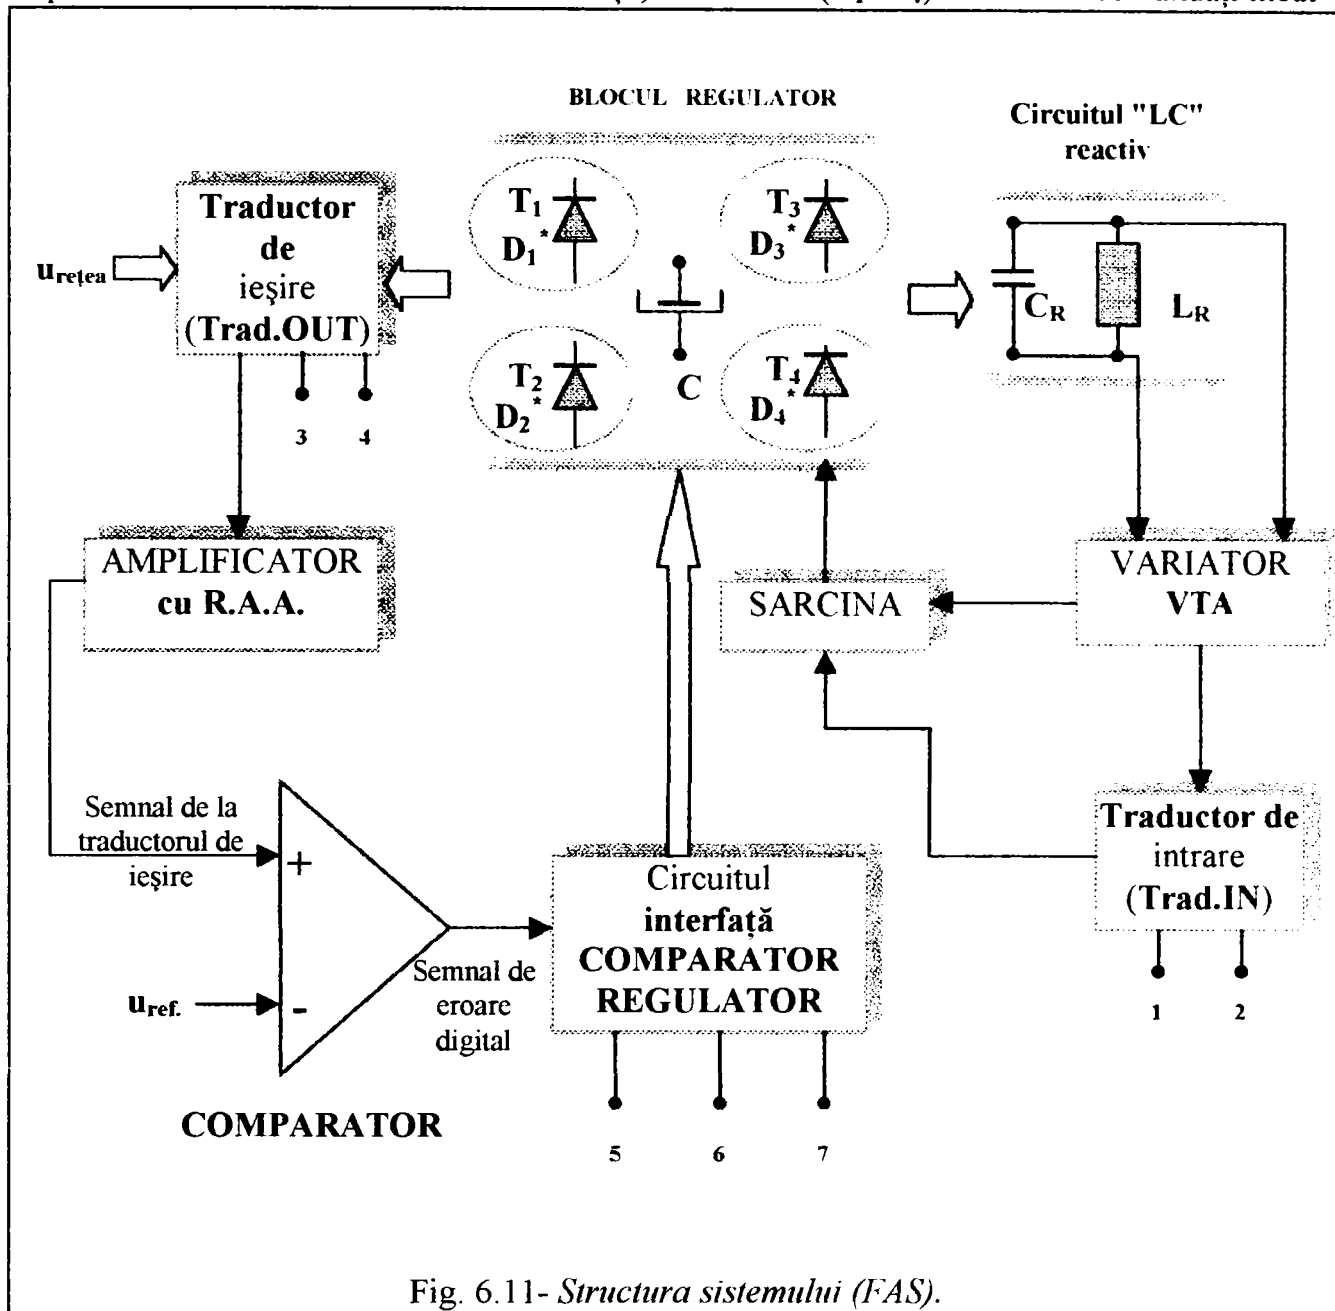 BLOCUL REGULATOR
Circuitul "LC"
reactiv
Traductor
de
ieşire
(Trad.OUT)
u_reţea
3
4
T1
D1*
T3
D3*
T2
D2*
T4
D4*
C
CR
LR
AMPLIFICATOR
cu R.A.A.
SARCINA
VARIATOR
VTA
Semnal de la
traductorul de
ieşire
+
-
u_ref.
Semnal de
eroare
digital
COMPARATOR
Circuitul
interfaţă
COMPARATOR
REGULATOR
5
6
7
Traductor de
intrare
(Trad.IN)
1
2
Fig. 6.11- Structura sistemului (FAS).